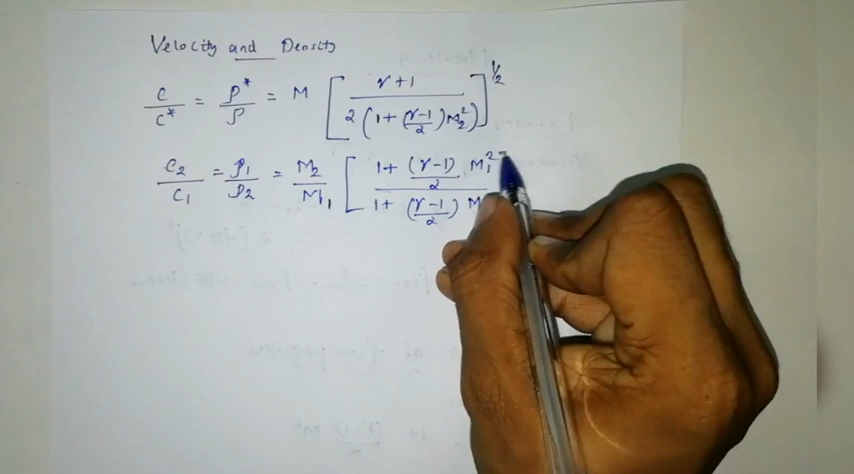 Velocity and Density
c/c* = ρ*/ρ = M [ γ+1 / 2(1+(γ-1/2)M₂²) ]^1/2
C₂/C₁ = ρ₁/ρ₂ = M₂/M₁ [ 1+(γ-1)/2 M₁² / 1+(γ-1/2) M